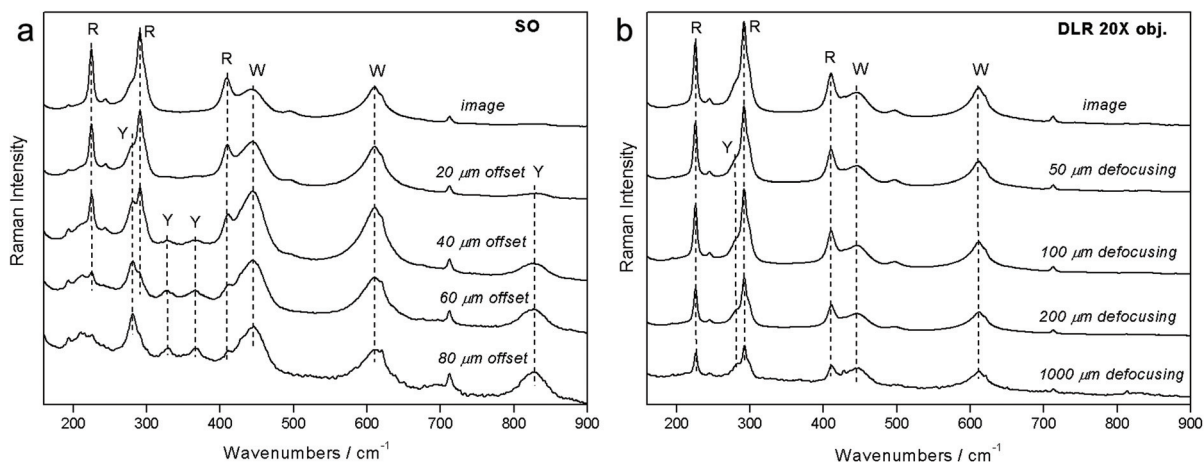 a
SO
R
R
R
W
W
Y
Y
Y
Y
image
20 μm offset
40 μm offset
60 μm offset
80 μm offset
Raman Intensity
200 300 400 500 600 700 800 900
Wavenumbers / cm-1
b
DLR 20X obj.
R
R
R
W
W
Y
image
50 μm defocusing
100 μm defocusing
200 μm defocusing
1000 μm defocusing
Raman Intensity
200 300 400 500 600 700 800 900
Wavenumbers / cm-1